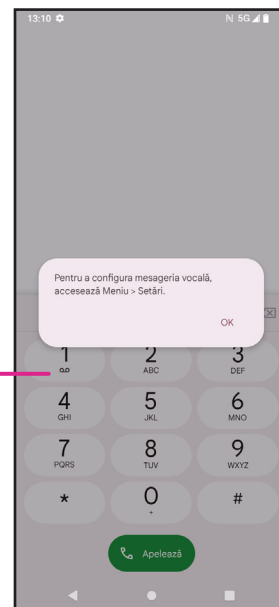 13:10 5G
Pentru a configura mesageria vocală,
accesează Meniu > Setări.
OK
1 2 3
ABC DEF
4 5 6
GHI JKL MNO
7 8 9
PQRS TUV WXYZ
* 0 #
+
Apelează